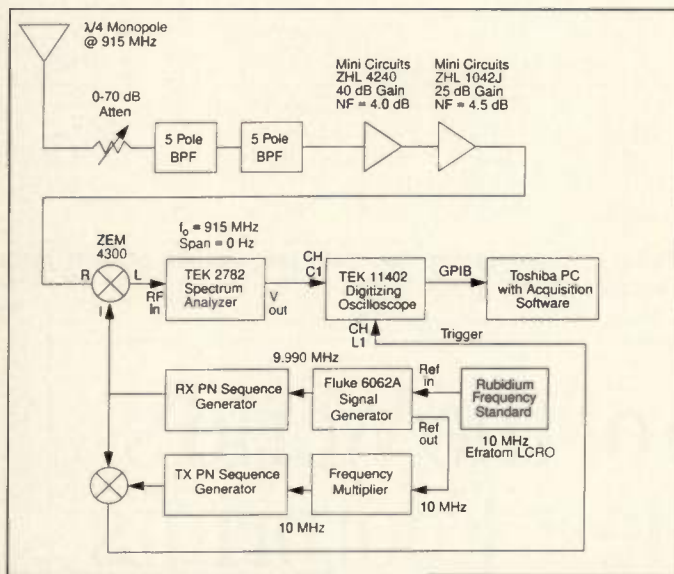 λ/4 Monopole
@ 915 MHz
0-70 dB
Atten
5 Pole
BPF
5 Pole
BPF
Mini Circuits
ZHL 4240
40 dB Gain
NF = 4.0 dB
Mini Circuits
ZHL 1042J
25 dB Gain
NF = 4.5 dB
ZEM
4300
R
L
I
RF
In
f₀ = 915 MHz
Span = 0 Hz
TEK 2782
Spectrum
Analyzer
V
out
CH
C1
TEK 11402
Digitizing
Oscilloscope
GPIB
Toshiba PC
with Acquisition
Software
CH
L1
Trigger
9.990 MHz
RX PN Sequence
Generator
Fluke 6062A
Signal
Generator
Ref
in
Rubidium
Frequency
Standard
Ref
out
10 MHz
Efratom LCRO
TX PN Sequence
Generator
10 MHz
Frequency
Multiplier
10 MHz